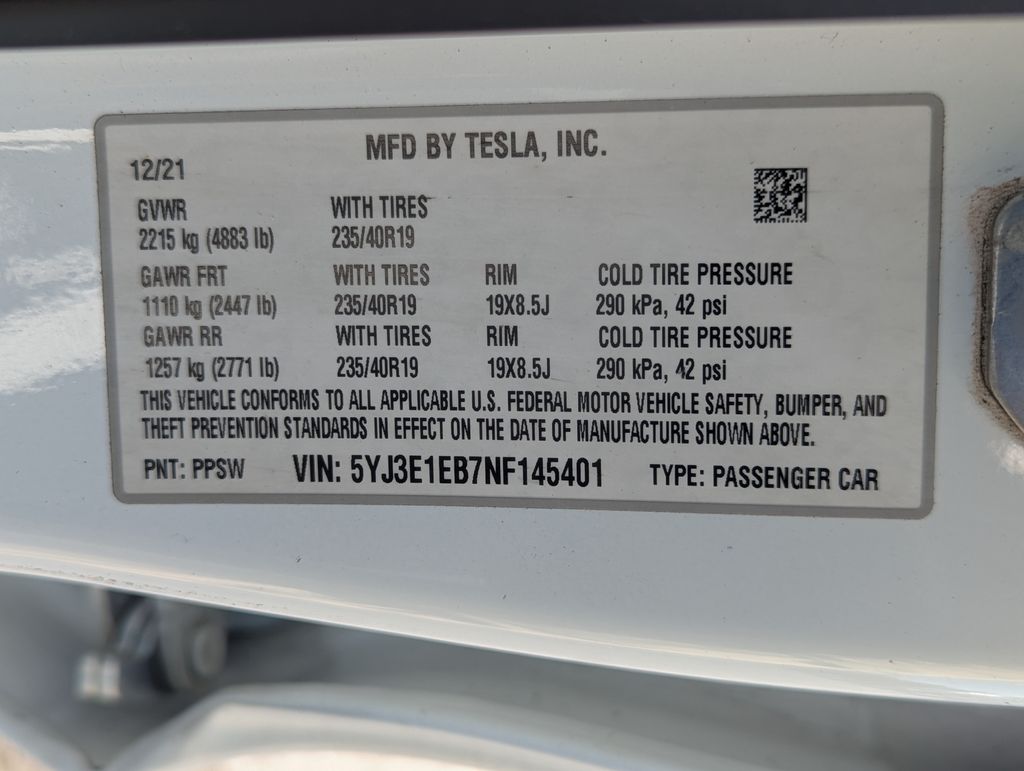 MFD BY TESLA, INC.
12/21
GVWR WITH TIRES
2215 kg (4883 lb) 235/40R19
GAWR FRT WITH TIRES RIM COLD TIRE PRESSURE
1110 kg (2447 lb) 235/40R19 19X8.5J 290 kPa, 42 psi
GAWR RR WITH TIRES RIM COLD TIRE PRESSURE
1257 kg (2771 lb) 235/40R19 19X8.5J 290 kPa, 42 psi
THIS VEHICLE CONFORMS TO ALL APPLICABLE U.S. FEDERAL MOTOR VEHICLE SAFETY, BUMPER, AND
THEFT PREVENTION STANDARDS IN EFFECT ON THE DATE OF MANUFACTURE SHOWN ABOVE.
PNT: PPSW VIN: 5YJ3E1EB7NF145401 TYPE: PASSENGER CAR